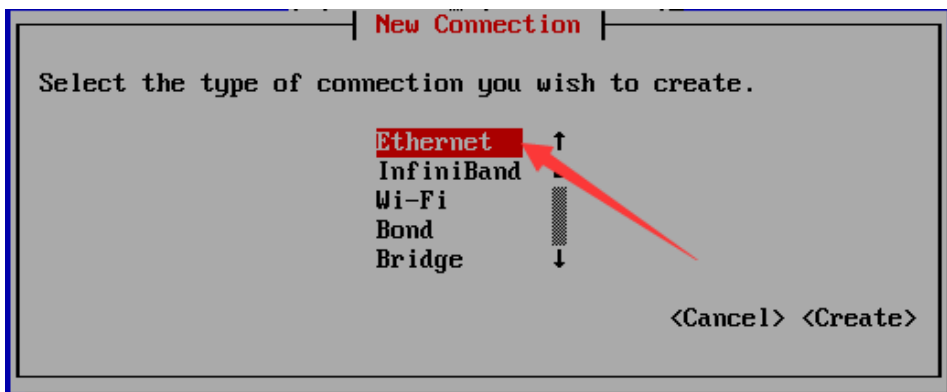 New Connection
Select the type of connection you wish to create.
Ethernet
InfiniBand
Wi-Fi
Bond
Bridge
<Cancel> <Create>